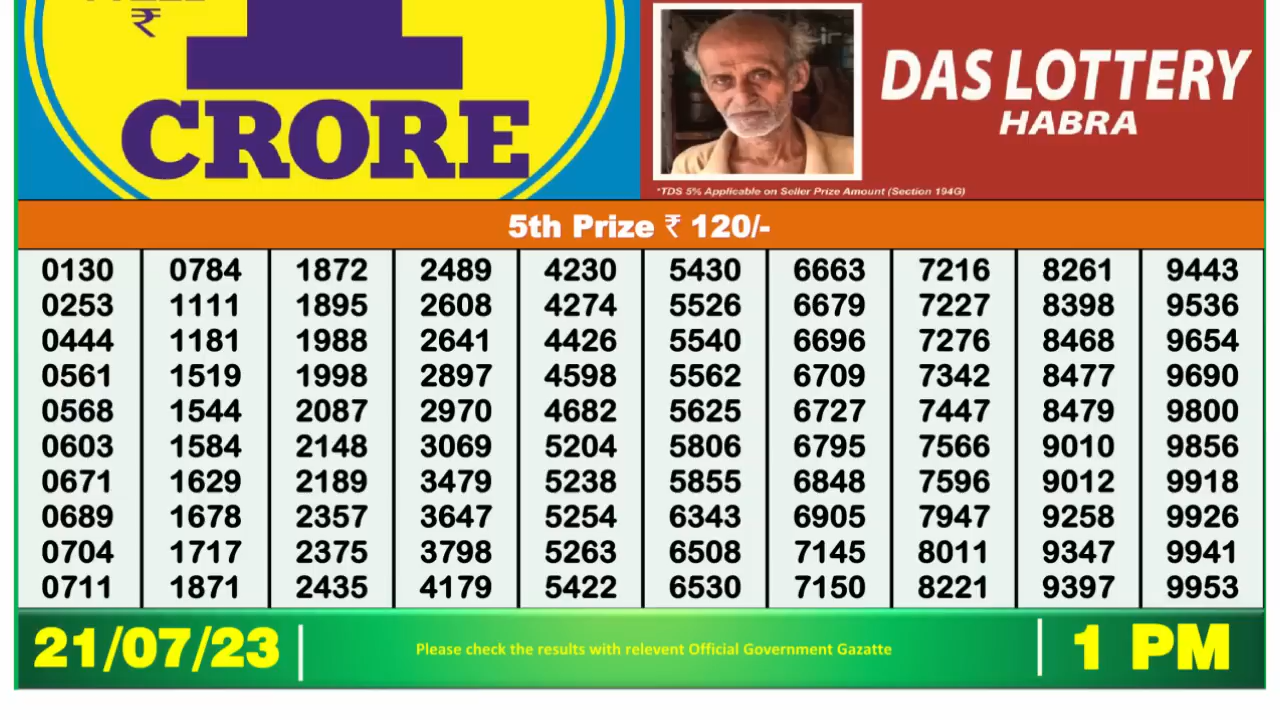 ₹
1
CRORE
DAS LOTTERY
HABRA
*TDS 5% Applicable on Seller Prize Amount (Section 194G)
5th Prize ₹ 120/-
0130 0784 1872 2489 4230 5430 6663 7216 8261 9443
0253 1111 1895 2608 4274 5526 6679 7227 8398 9536
0444 1181 1988 2641 4426 5540 6696 7276 8468 9654
0561 1519 1998 2897 4598 5562 6709 7342 8477 9690
0568 1544 2087 2970 4682 5625 6727 7447 8479 9800
0603 1584 2148 3069 5204 5806 6795 7566 9010 9856
0671 1629 2189 3479 5238 5855 6848 7596 9012 9918
0689 1678 2357 3647 5254 6343 6905 7947 9258 9926
0704 1717 2375 3798 5263 6508 7145 8011 9347 9941
0711 1871 2435 4179 5422 6530 7150 8221 9397 9953
21/07/23 Please check the results with relevent Official Government Gazatte 1 PM